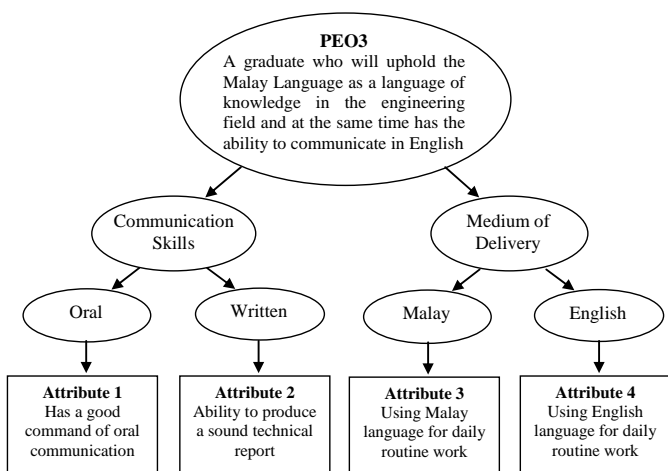 PEO3
A graduate who will uphold the
Malay Language as a language of
knowledge in the engineering
field and at the same time has the
ability to communicate in English
Communication
Skills
Medium of
Delivery
Oral
Written
Malay
English
Attribute 1
Has a good
command of oral
communication
Attribute 2
Ability to produce
a sound technical
report
Attribute 3
Using Malay
language for daily
routine work
Attribute 4
Using English
language for daily
routine work